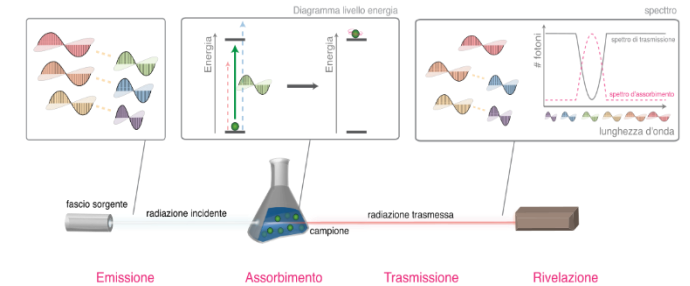 Diagramma livello energia
specttro
Energia
Energia
# fotoni
spettro di trasmissione
spettro d'assorbimento
lunghezza d'onda
fascio sorgente
radiazione incidente
radiazione trasmessa
campione
Emissione
Assorbimento
Trasmissione
Rivelazione